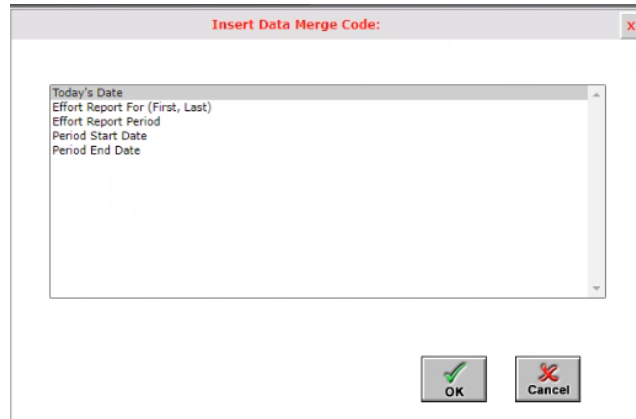 Insert Data Merge Code:
x
Today's Date
Effort Report For (First, Last)
Effort Report Period
Period Start Date
Period End Date
OK
Cancel